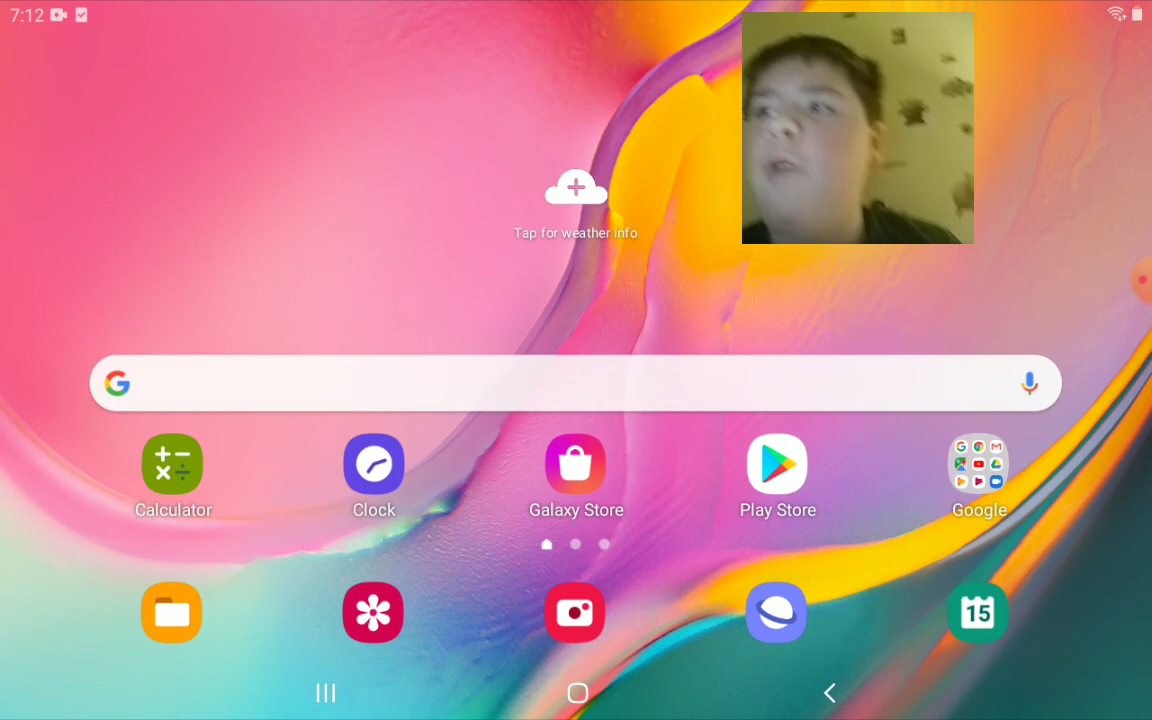 7:12
Tap for weather info
Calculator
Clock
Galaxy Store
Play Store
Google
15